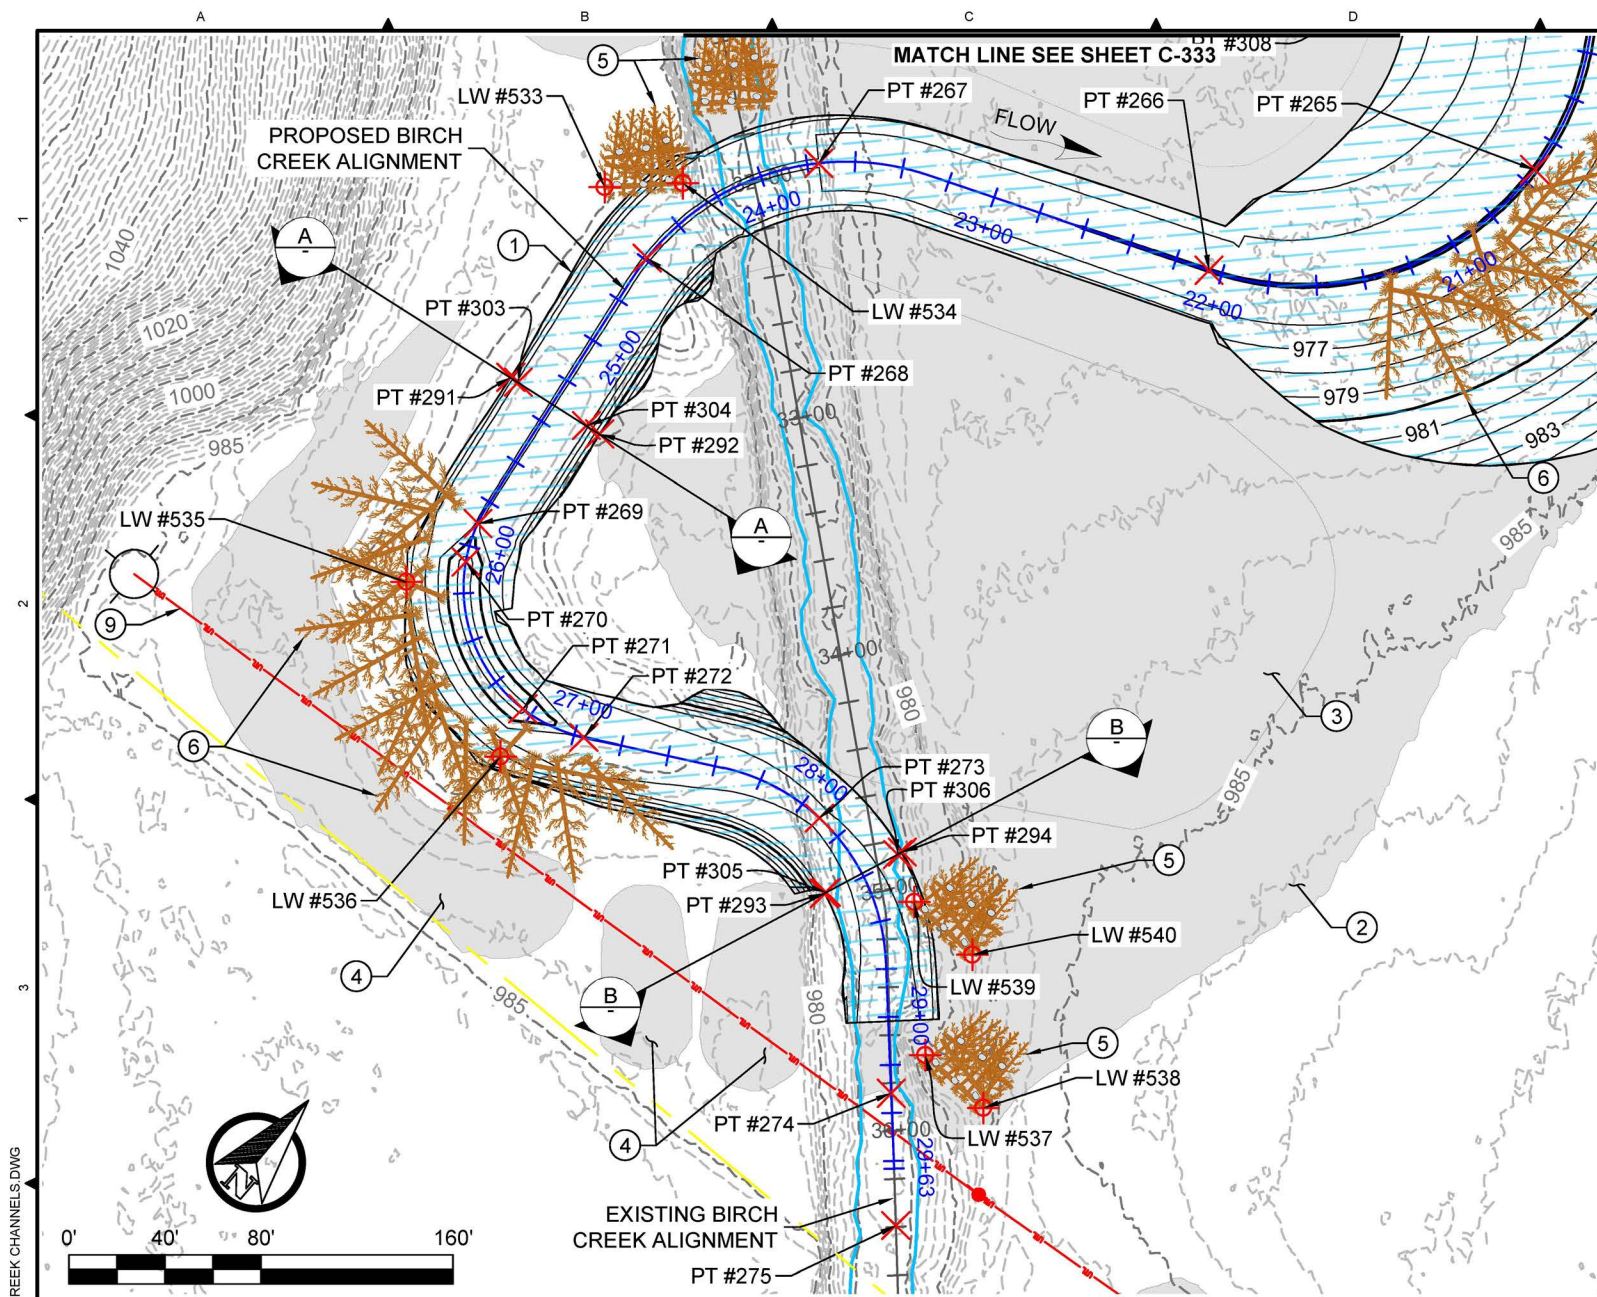 A
B
C
D
1
2
3
MATCH LINE SEE SHEET C-333
PT #308
5
LW #533
PT #267
PT #266
PT #265
FLOW
PROPOSED BIRCH
CREEK ALIGNMENT
24+00
23+00
22+00
21+00
1040
A
-
1
PT #303
LW #534
25+00
1020
PT #268
977
1000
PT #291
979
PT #304
33+00
981
983
985
PT #292
6
LW #535
PT #269
A
-
985
26+00
9
PT #270
PT #271
34+00
PT #272
27+00
980
3
B
-
6
28+00
PT #273
985
PT #306
PT #294
5
PT #305
35+00
LW #536
PT #293
2
LW #540
4
LW #539
985
B
-
980
29+00
5
LW #538
PT #274
36+00
4
LW #537
29+63
N
EXISTING BIRCH
CREEK ALIGNMENT
0'
40'
80'
160'
PT #275
REEK CHANNELS.DWG